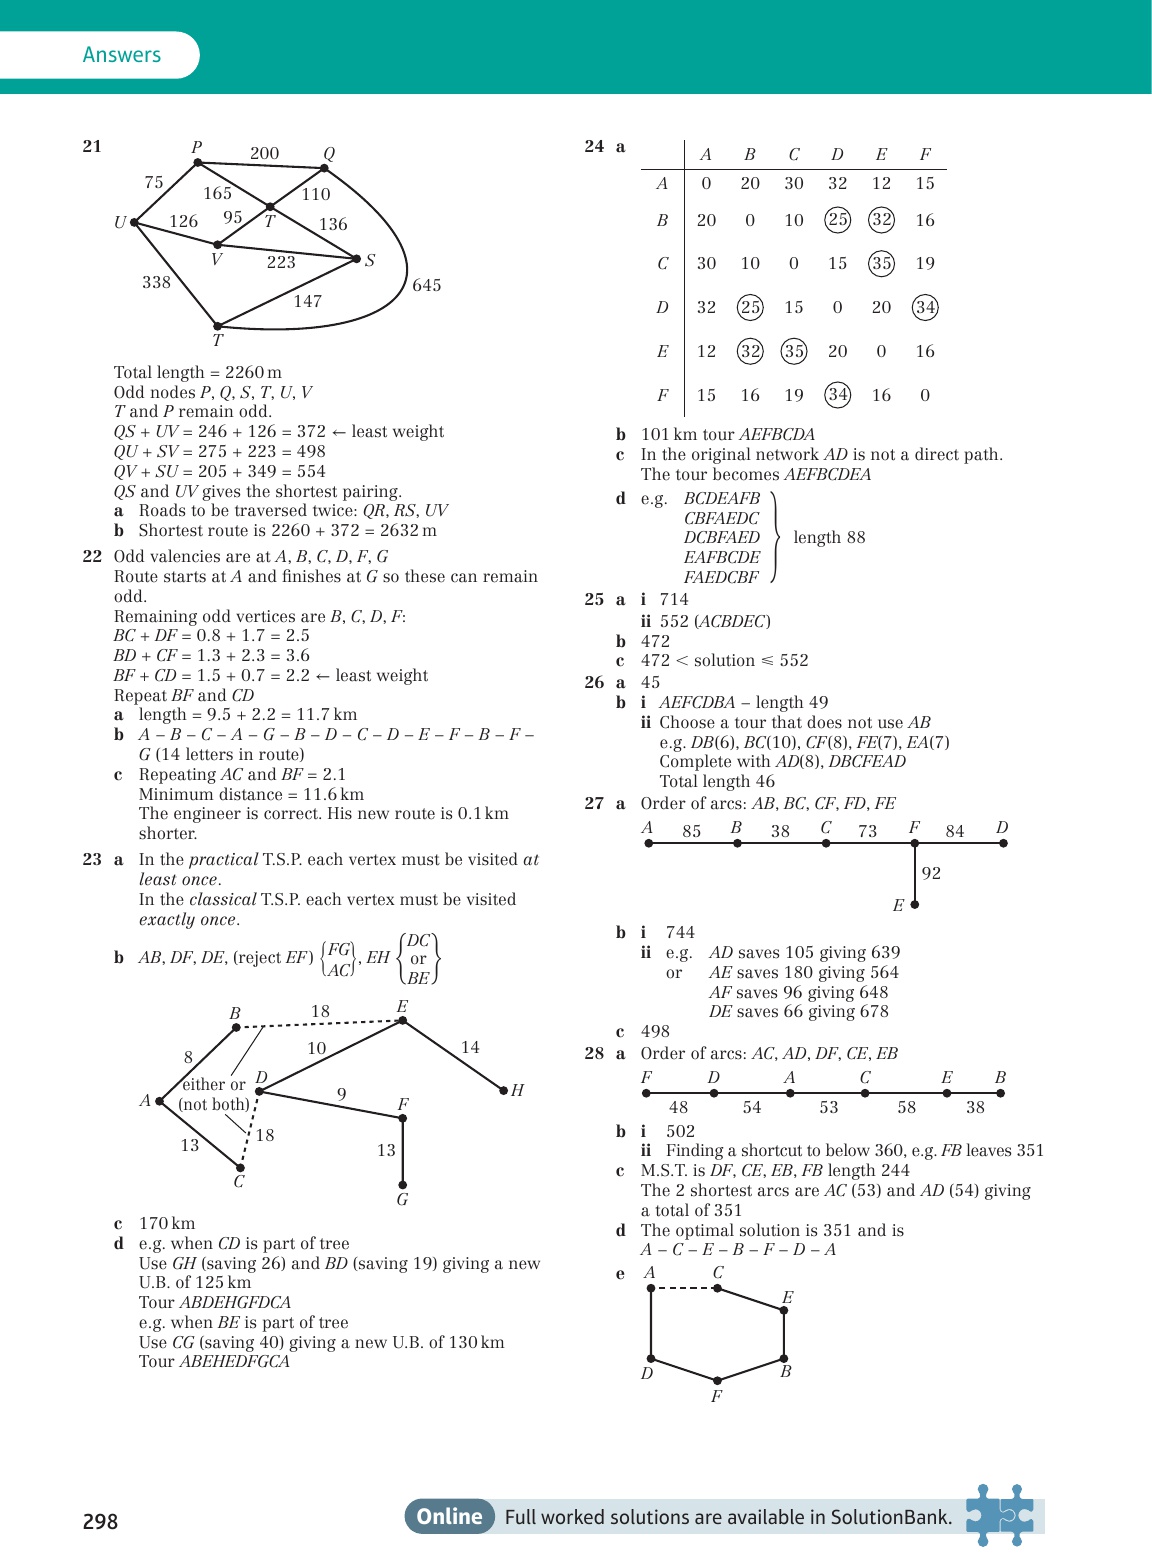 Answers
21
P
200
Q
75
165
110
U
126
95
T
136
V
223
S
338
147
645
T
Total length = 2260 m
Odd nodes P, Q, S, T, U, V
T and P remain odd.
QS + UV = 246 + 126 = 372 ← least weight
QU + SV = 275 + 223 = 498
QV + SU = 205 + 349 = 554
QS and UV gives the shortest pairing.
a Roads to be traversed twice: QR, RS, UV
b Shortest route is 2260 + 372 = 2632 m
22 Odd valencies are at A, B, C, D, F, G
Route starts at A and finishes at G so these can remain
odd.
Remaining odd vertices are B, C, D, F:
BC + DF = 0.8 + 1.7 = 2.5
BD + CF = 1.3 + 2.3 = 3.6
BF + CD = 1.5 + 0.7 = 2.2 ← least weight
Repeat BF and CD
a length = 9.5 + 2.2 = 11.7 km
b A – B – C – A – G – B – D – C – D – E – F – B – F –
G (14 letters in route)
c Repeating AC and BF = 2.1
Minimum distance = 11.6 km
The engineer is correct. His new route is 0.1 km
shorter.
23 a In the practical T.S.P. each vertex must be visited at
least once.
In the classical T.S.P. each vertex must be visited
exactly once.
b AB, DF, DE, (reject EF) {FG AC}, EH {DC or BE}
B
18
E
8
10
14
either or
(not both)
D
9
H
A
F
13
18
13
C
G
c 170 km
d e.g. when CD is part of tree
Use GH (saving 26) and BD (saving 19) giving a new
U.B. of 125 km
Tour ABDEHGFDCA
e.g. when BE is part of tree
Use CG (saving 40) giving a new U.B. of 130 km
Tour ABEHEDFGCA
24 a
A B C D E F
A 0 20 30 32 12 15
B 20 0 10 25 32 16
C 30 10 0 15 35 19
D 32 25 15 0 20 34
E 12 32 35 20 0 16
F 15 16 19 34 16 0
b 101 km tour AEFBCDA
c In the original network AD is not a direct path.
The tour becomes AEFBCDEA
d e.g. BCDEAFB
CBFAEDC
DCBFAED length 88
EAFBCDE
FAEDCBF
25 a i 714
ii 552 (ACBDEC)
b 472
c 472 < solution ⩽ 552
26 a 45
b i AEFCDBA – length 49
ii Choose a tour that does not use AB
e.g. DB(6), BC(10), CF(8), FE(7), EA(7)
Complete with AD(8), DBCFEAD
Total length 46
27 a Order of arcs: AB, BC, CF, FD, FE
A 85 B 38 C 73 F 84 D
92
E
b i 744
ii e.g. AD saves 105 giving 639
or AE saves 180 giving 564
AF saves 96 giving 648
DE saves 66 giving 678
c 498
28 a Order of arcs: AC, AD, DF, CE, EB
F D A C E B
48 54 53 58 38
b i 502
ii Finding a shortcut to below 360, e.g. FB leaves 351
c M.S.T. is DF, CE, EB, FB length 244
The 2 shortest arcs are AC (53) and AD (54) giving
a total of 351
d The optimal solution is 351 and is
A – C – E – B – F – D – A
e A C
E
D
B
F
298
Online Full worked solutions are available in SolutionBank.